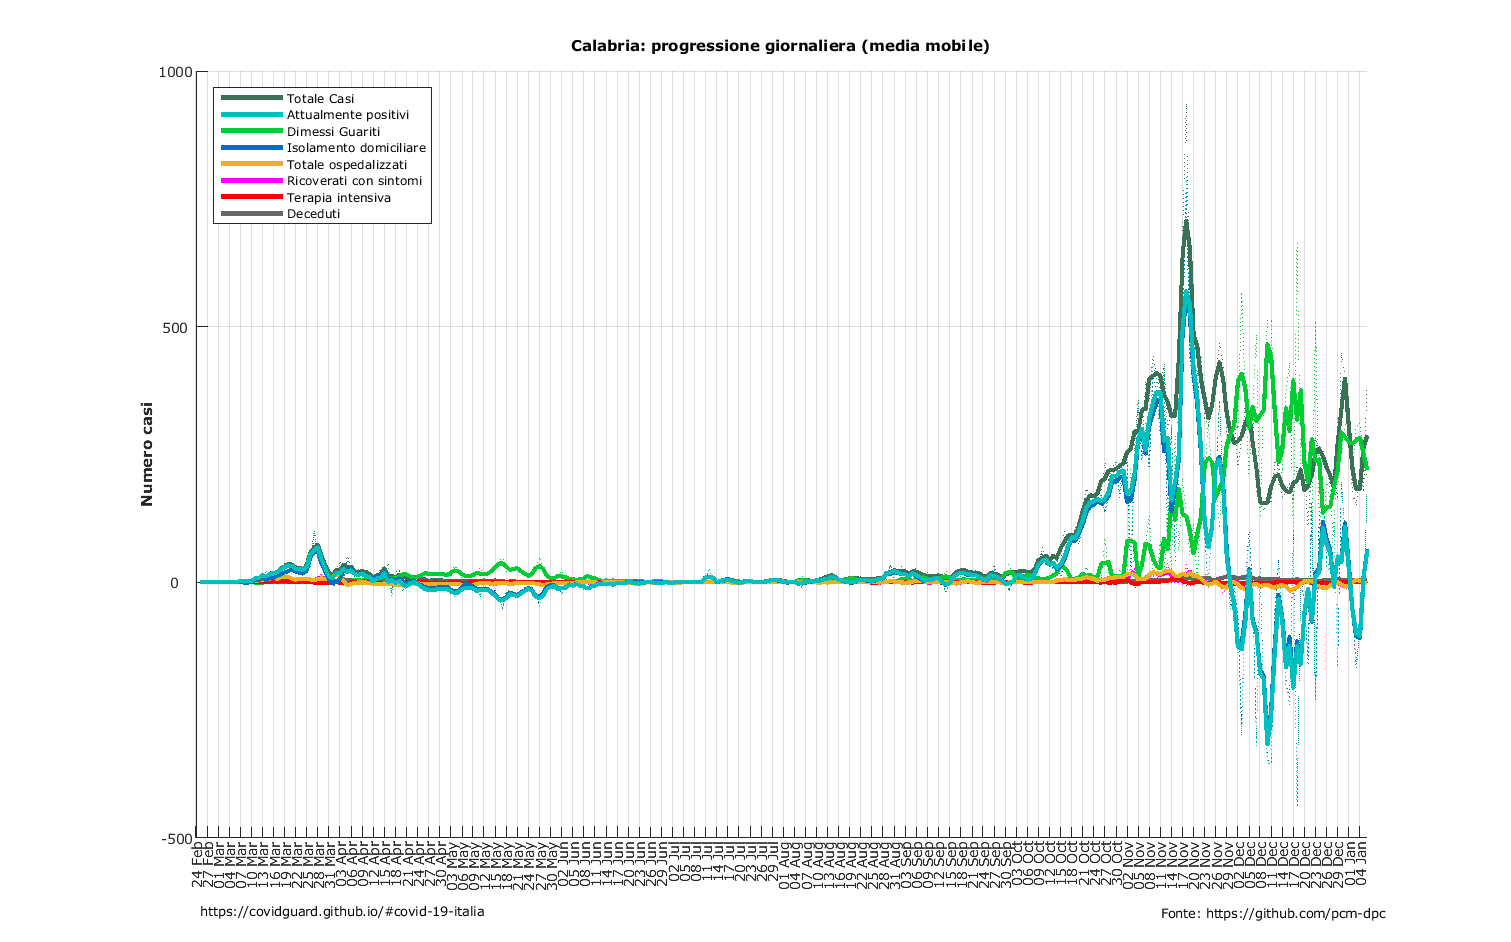 Calabria: progressione giornaliera (media mobile)
1000
500
0
-500
Numero casi
Totale Casi
Attualmente positivi
Dimessi Guariti
Isolamento domiciliare
Totale ospedalizzati
Ricoverati con sintomi
Terapia intensiva
Deceduti
24 Feb
27 Feb
01 Mar
04 Mar
07 Mar
10 Mar
13 Mar
16 Mar
19 Mar
22 Mar
25 Mar
28 Mar
31 Mar
03 Apr
06 Apr
09 Apr
12 Apr
15 Apr
18 Apr
21 Apr
24 Apr
27 Apr
30 Apr
03 May
06 May
09 May
12 May
15 May
18 May
21 May
24 May
27 May
30 May
02 Jun
05 Jun
08 Jun
11 Jun
14 Jun
17 Jun
20 Jun
23 Jun
26 Jun
29 Jun
02 Jul
05 Jul
08 Jul
11 Jul
14 Jul
17 Jul
20 Jul
23 Jul
26 Jul
29 Jul
01 Aug
04 Aug
07 Aug
10 Aug
13 Aug
16 Aug
19 Aug
22 Aug
25 Aug
28 Aug
31 Aug
03 Sep
06 Sep
09 Sep
12 Sep
15 Sep
18 Sep
21 Sep
24 Sep
27 Sep
30 Sep
03 Oct
06 Oct
09 Oct
12 Oct
15 Oct
18 Oct
21 Oct
24 Oct
27 Oct
30 Oct
02 Nov
05 Nov
08 Nov
11 Nov
14 Nov
17 Nov
20 Nov
23 Nov
26 Nov
29 Nov
02 Dec
05 Dec
08 Dec
11 Dec
14 Dec
17 Dec
20 Dec
23 Dec
26 Dec
29 Dec
01 Jan
04 Jan
https://covidguard.github.io/#covid-19-italia
Fonte: https://github.com/pcm-dpc